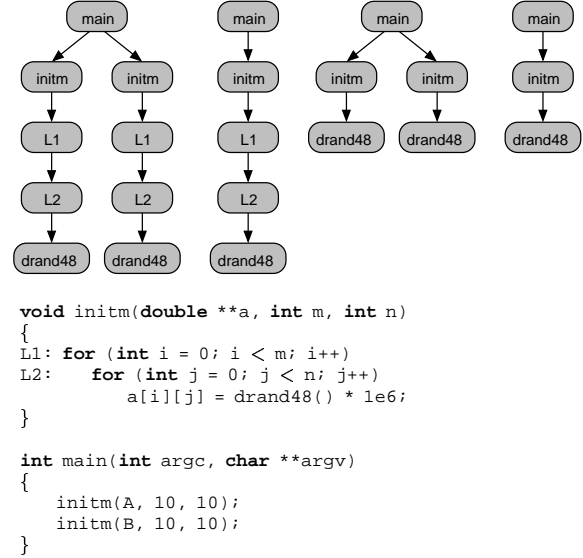 main main main main
initm initm initm initm initm initm
L1 L1 L1 drand48 drand48 drand48
L2 L2 L2
drand48 drand48 drand48
void initm(double **a, int m, int n)
{
L1: for (int i = 0; i < m; i++)
L2: for (int j = 0; j < n; j++)
a[i][j] = drand48() * 1e6;
}
int main(int argc, char **argv)
{
initm(A, 10, 10);
initm(B, 10, 10);
}